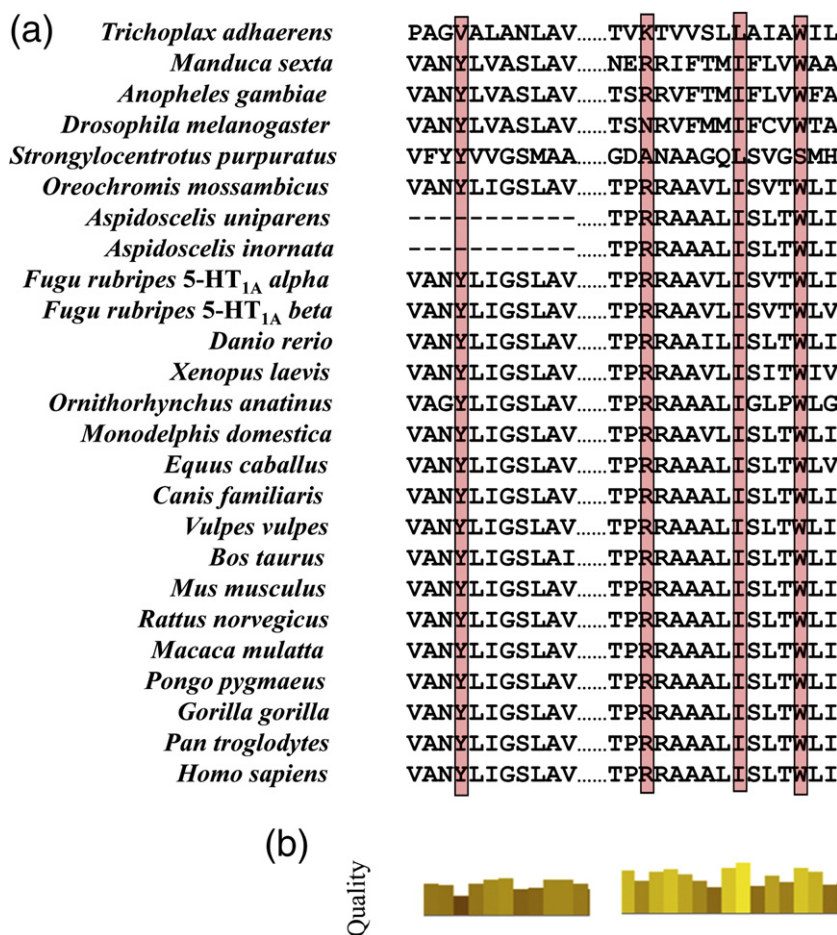 (a)
Trichoplax adhaerens PAGVALANLAV......TVKTVVSLLAIAWIL
Manduca sexta VANYLVASLAV......NERRIFTMIFLVWAA
Anopheles gambiae VANYLVASLAV......TSRRVFTMIFLVWFA
Drosophila melanogaster VANYLVASLAV......TSNRVFMMIFCVWTA
Strongylocentrotus purpuratus VFYYVVGSMAA......GDANAAGQLSVGSMH
Oreochromis mossambicus VANYLIGSLAV......TPRRAAVLISVTWLI
Aspidoscelis uniparens -----------......TPRRAAALISLTWLI
Aspidoscelis inornata -----------......TPRRAAALISLTWLI
Fugu rubripes 5-HT1A alpha VANYLIGSLAV......TPRRAAVLISVTWLI
Fugu rubripes 5-HT1A beta VANYLIGSLAV......TPRRAAVLISVTWLV
Danio rerio VANYLIGSLAV......TPRRAAILISLTWLI
Xenopus laevis VANYLIGSLAV......TPRRAAVLISITWIV
Ornithorhynchus anatinus VAGYLIGSLAV......TPRRAAALIGLPWLG
Monodelphis domestica VANYLIGSLAV......TPRRAAVLISLTWLI
Equus caballus VANYLIGSLAV......TPRRAAALISLTWLV
Canis familiaris VANYLIGSLAV......TPRRAAALISLTWLI
Vulpes vulpes VANYLIGSLAV......TPRRAAALISLTWLI
Bos taurus VANYLIGSLAI......TPRRAAALISLTWLI
Mus musculus VANYLIGSLAV......TPRRAAALISLTWLI
Rattus norvegicus VANYLIGSLAV......TPRRAAALISLTWLI
Macaca mulatta VANYLIGSLAV......TPRRAAALISLTWLI
Pongo pygmaeus VANYLIGSLAV......TPRRAAALISLTWLI
Gorilla gorilla VANYLIGSLAV......TPRRAAALISLTWLI
Pan troglodytes VANYLIGSLAV......TPRRAAALISLTWLI
Homo sapiens VANYLIGSLAV......TPRRAAALISLTWLI
(b)
Quality